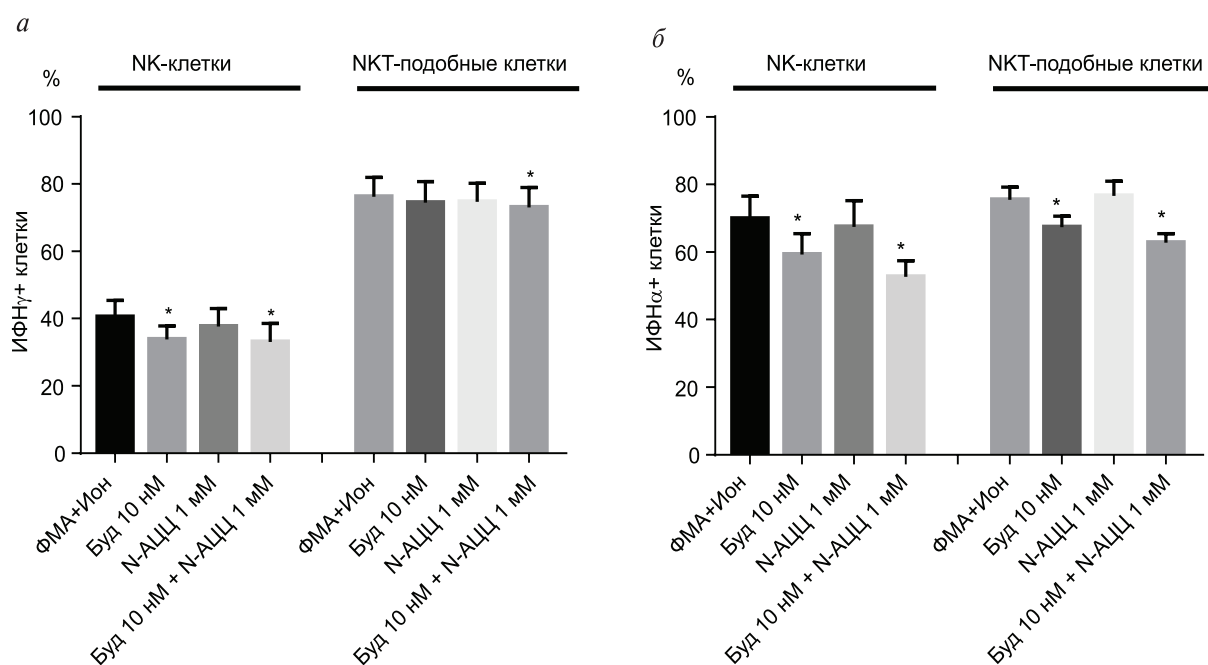 а
NK-клетки
NKT-подобные клетки
%
ИФНγ+ клетки
100
80
60
40
20
0
*
*
*
ФМА+Ион
Буд 10 нМ
N-АЦЦ 1 мМ
Буд 10 нМ + N-АЦЦ 1 мМ
ФМА+Ион
Буд 10 нМ
N-АЦЦ 1 мМ
Буд 10 нМ + N-АЦЦ 1 мМ
б
NK-клетки
NKT-подобные клетки
%
ИФНα+ клетки
100
80
60
40
20
0
*
*
*
*
ФМА+Ион
Буд 10 нМ
N-АЦЦ 1 мМ
Буд 10 нМ + N-АЦЦ 1 мМ
ФМА+Ион
Буд 10 нМ
N-АЦЦ 1 мМ
Буд 10 нМ + N-АЦЦ 1 мМ